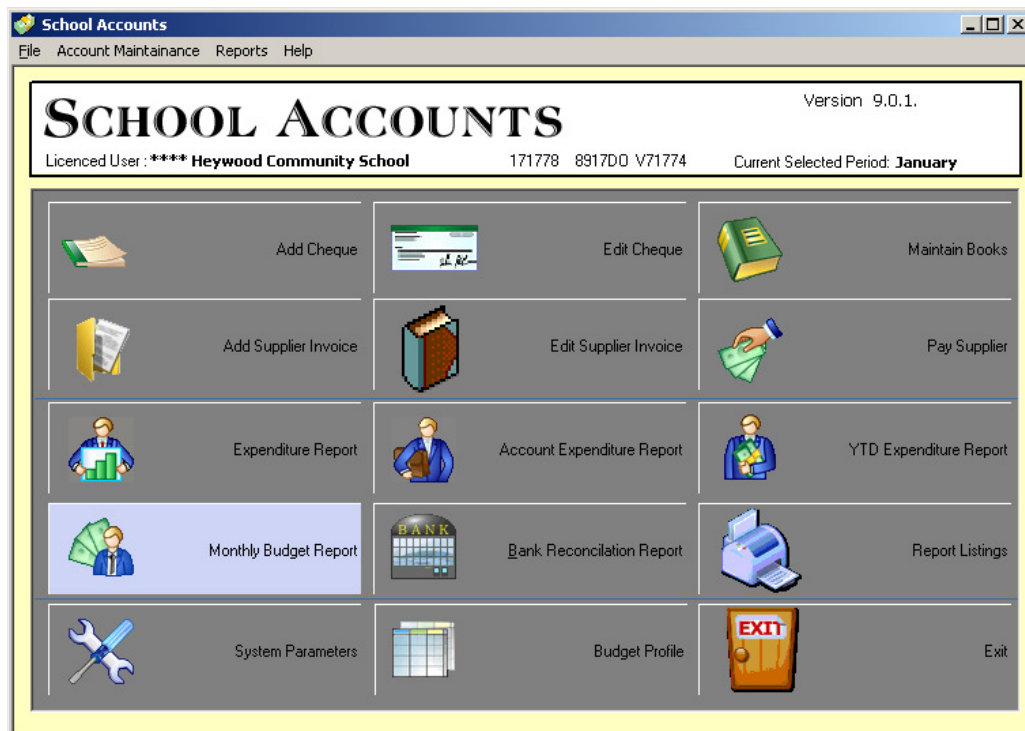 School Accounts
File Account Maintainance Reports Help
SCHOOL ACCOUNTS
Version 9.0.1.
Licenced User : **** Heywood Community School 171778 8917DO V71774 Current Selected Period: January
Add Cheque Edit Cheque Maintain Books
Add Supplier Invoice Edit Supplier Invoice Pay Supplier
Expenditure Report Account Expenditure Report YTD Expenditure Report
BANK
Monthly Budget Report Bank Reconcilation Report Report Listings
EXIT
System Parameters Budget Profile Exit